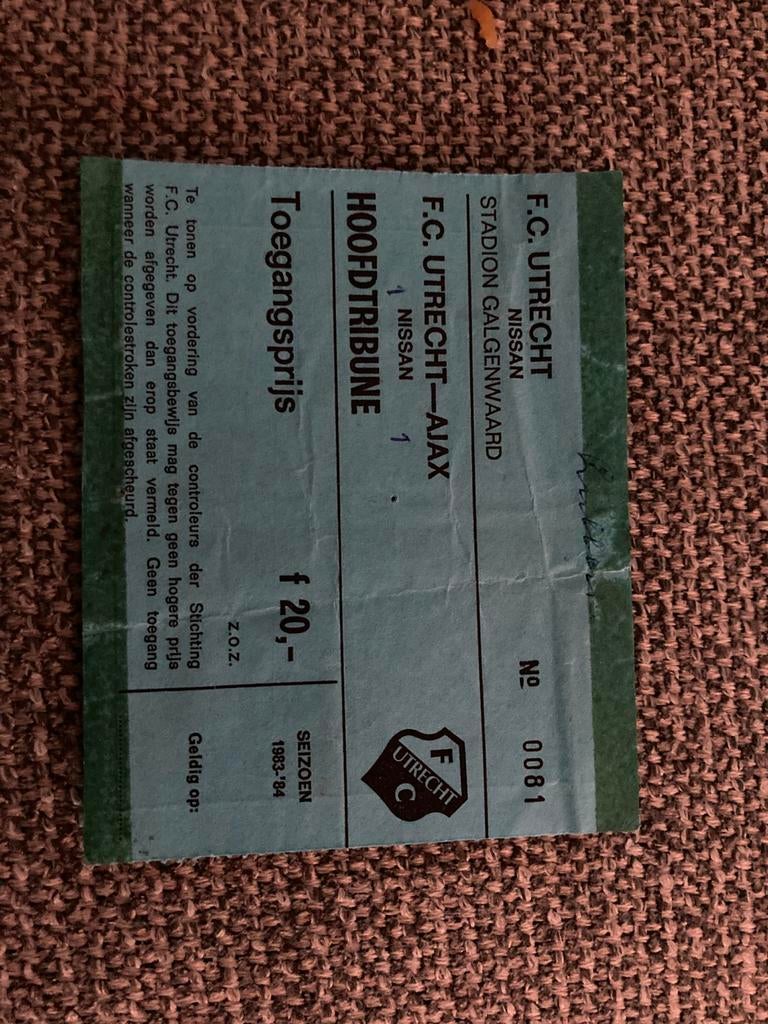 F.C. UTRECHT
NISSAN
STADION GALGENWAARD
Nº 0081
F.C. UTRECHT—AJAX
1 NISSAN 1
HOOFDTRIBUNE
F
UTRECHT
C
Toegangsprijs f 20,-
z.o.z.
Te tonen op vordering van de controleurs der Stichting
F.C. Utrecht. Dit toegangsbewijs mag tegen geen hogere prijs
worden afgegeven dan erop staat vermeld. Geen toegang
wanneer de controlestroken zijn afgescheurd.
SEIZOEN
1983-'84
Geldig op: